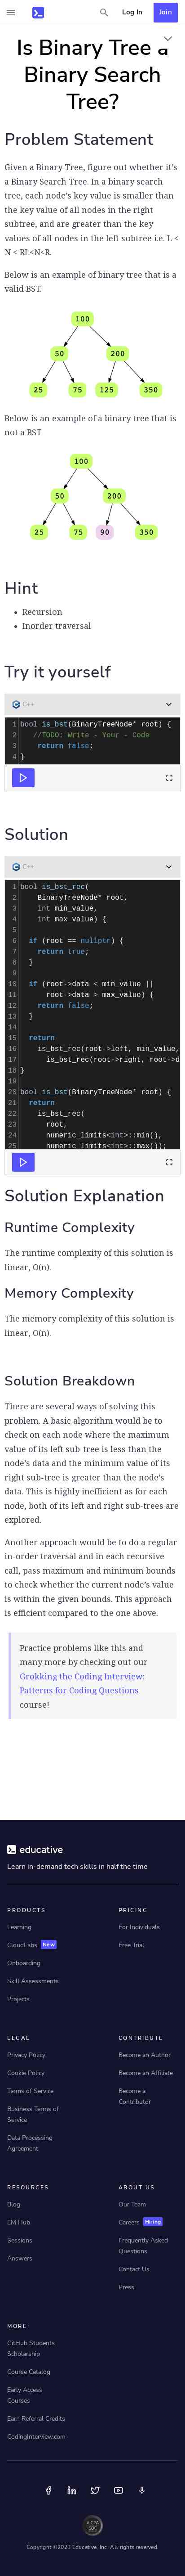 Log In
Join
Is Binary Tree a
Binary Search
Tree?
Problem Statement
Given a Binary Tree, figure out whether it's
a Binary Search Tree. In a binary search
tree, each node's key value is smaller than
the key value of all nodes in the right
subtree, and are greater than the key
values of all nodes in the left subtree i.e. L <
N < RL<N<R.
Below is an example of binary tree that is a
valid BST.
100
50 200
25 75 125 350
Below is an example of a binary tree that is
not a BST
100
50 200
25 75 90 350
Hint
• Recursion
• Inorder traversal
Try it yourself
C++
1 bool is_bst(BinaryTreeNode* root) {
2 //TODO: Write - Your - Code
3 return false;
4 }
Solution
C++
1 bool is_bst_rec(
2 BinaryTreeNode* root,
3 int min_value,
4 int max_value) {
5
6 if (root == nullptr) {
7 return true;
8 }
9
10 if (root->data < min_value ||
11 root->data > max_value) {
12 return false;
13 }
14
15 return
16 is_bst_rec(root->left, min_value,
17 is_bst_rec(root->right, root->d
18 }
19
20 bool is_bst(BinaryTreeNode* root) {
21 return
22 is_bst_rec(
23 root,
24 numeric_limits<int>::min(),
25 numeric_limits<int>::max());
Solution Explanation
Runtime Complexity
The runtime complexity of this solution is
linear, O(n).
Memory Complexity
The memory complexity of this solution is
linear, O(n).
Solution Breakdown
There are several ways of solving this
problem. A basic algorithm would be to
check on each node where the maximum
value of its left sub-tree is less than the
node's data and the minimum value of its
right sub-tree is greater than the node's
data. This is highly inefficient as for each
node, both of its left and right sub-trees are
explored.
Another approach would be to do a regular
in-order traversal and in each recursive
call, pass maximum and minimum bounds
to check whether the current node's value
is within the given bounds. This approach
is efficient compared to the one above.
Practice problems like this and
many more by checking out our
Grokking the Coding Interview:
Patterns for Coding Questions
course!
educative
Learn in-demand tech skills in half the time
PRODUCTS
Learning
CloudLabs New
Onboarding
Skill Assessments
Projects
PRICING
For Individuals
Free Trial
LEGAL
Privacy Policy
Cookie Policy
Terms of Service
Business Terms of
Service
Data Processing
Agreement
CONTRIBUTE
Become an Author
Become an Affiliate
Become a
Contributor
RESOURCES
Blog
EM Hub
Sessions
Answers
ABOUT US
Our Team
Careers Hiring
Frequently Asked
Questions
Contact Us
Press
MORE
GitHub Students
Scholarship
Course Catalog
Early Access
Courses
Earn Referral Credits
CodingInterview.com
Copyright ©2023 Educative, Inc. All rights reserved.